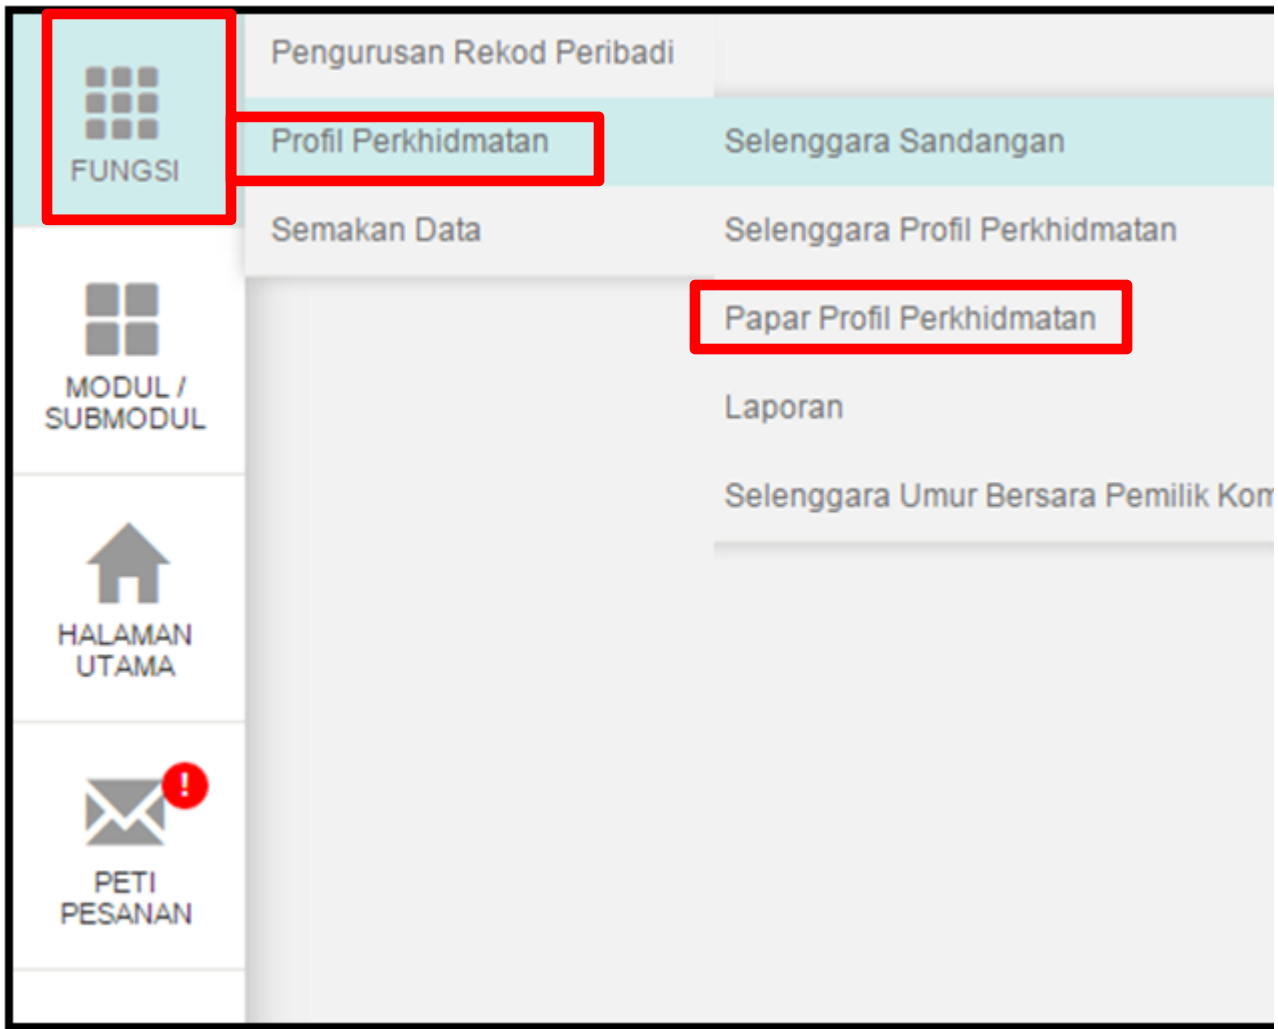 FUNGSI
MODUL /
SUBMODUL
HALAMAN
UTAMA
!
PETI
PESANAN
Pengurusan Rekod Peribadi
Profil Perkhidmatan
Semakan Data
Selenggara Sandangan
Selenggara Profil Perkhidmatan
Papar Profil Perkhidmatan
Laporan
Selenggara Umur Bersara Pemilik